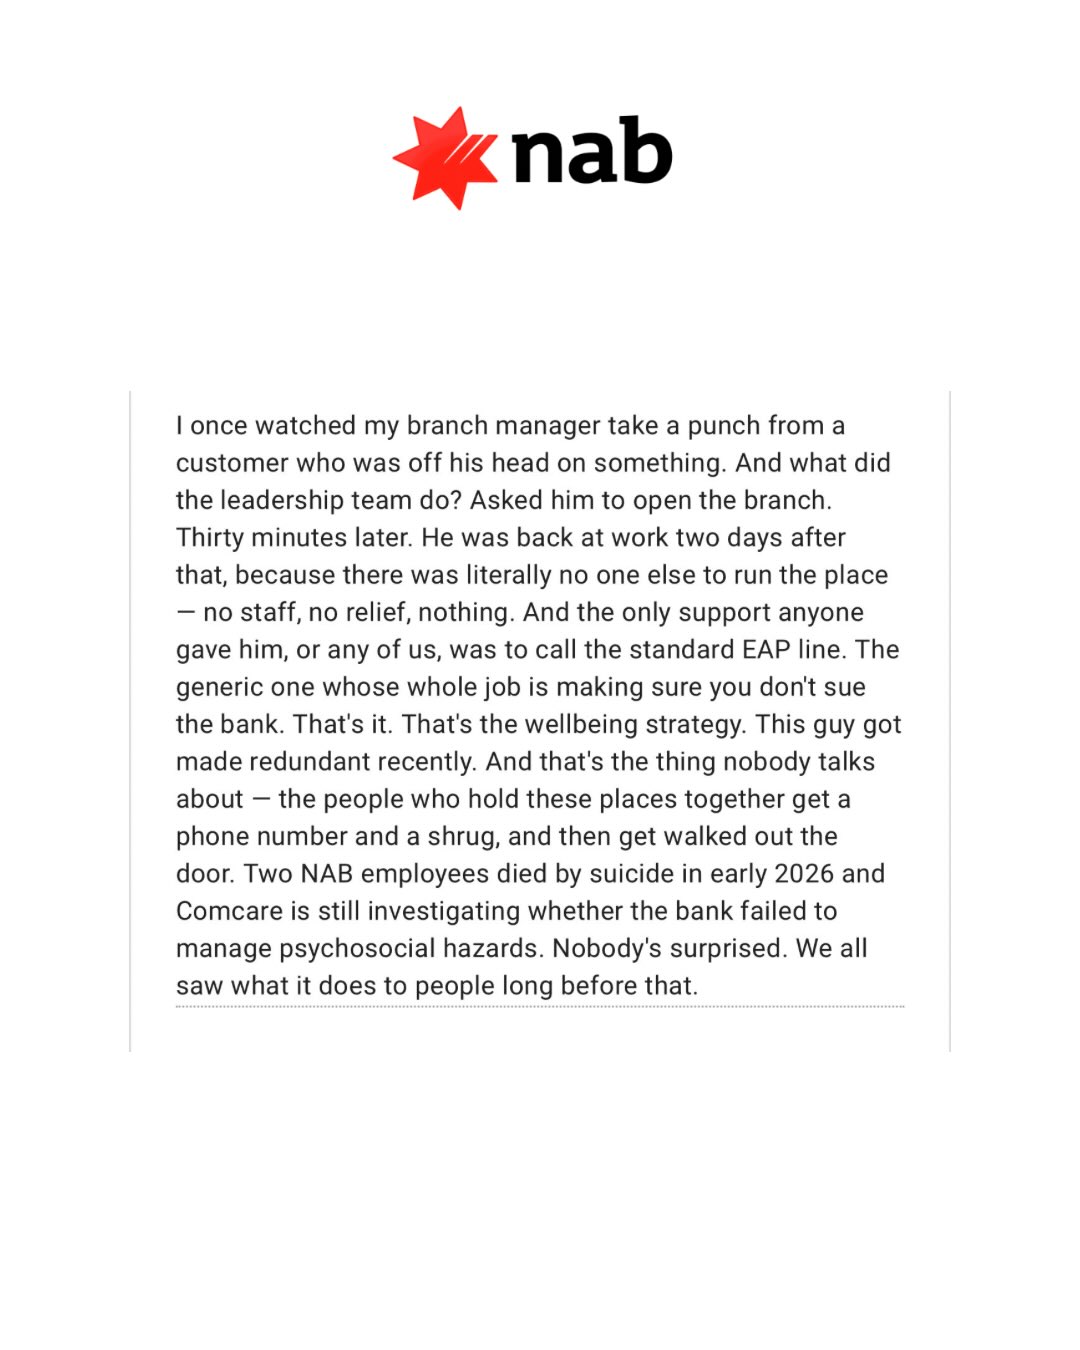 nab
I once watched my branch manager take a punch from a
customer who was off his head on something. And what did
the leadership team do? Asked him to open the branch.
Thirty minutes later. He was back at work two days after
that, because there was literally no one else to run the place
— no staff, no relief, nothing. And the only support anyone
gave him, or any of us, was to call the standard EAP line. The
generic one whose whole job is making sure you don't sue
the bank. That's it. That's the wellbeing strategy. This guy got
made redundant recently. And that's the thing nobody talks
about — the people who hold these places together get a
phone number and a shrug, and then get walked out the
door. Two NAB employees died by suicide in early 2026 and
Comcare is still investigating whether the bank failed to
manage psychosocial hazards. Nobody's surprised. We all
saw what it does to people long before that.